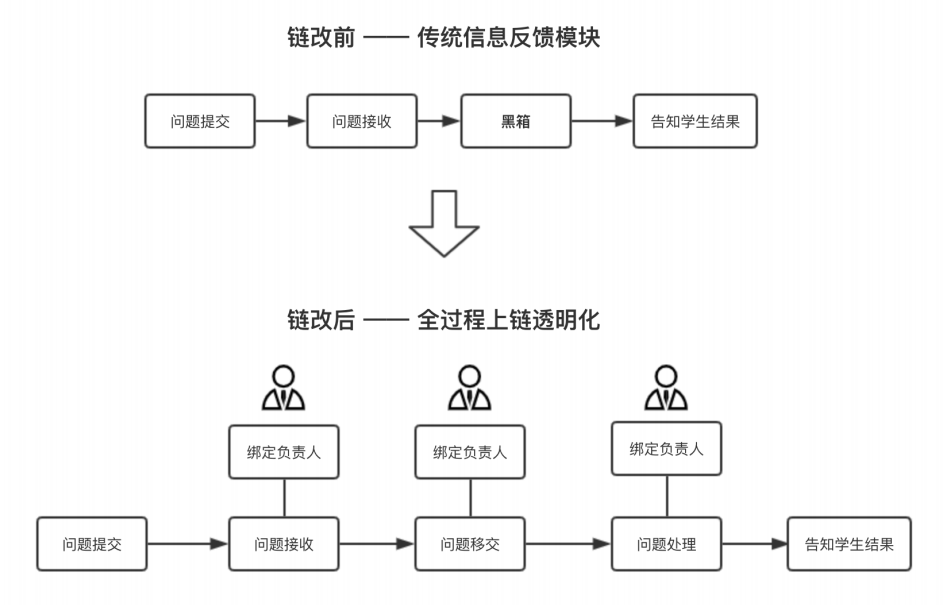 链改前 —— 传统信息反馈模块
问题提交
问题接收
黑箱
告知学生结果
链改后 —— 全过程上链透明化
绑定负责人
绑定负责人
绑定负责人
问题提交
问题接收
问题移交
问题处理
告知学生结果